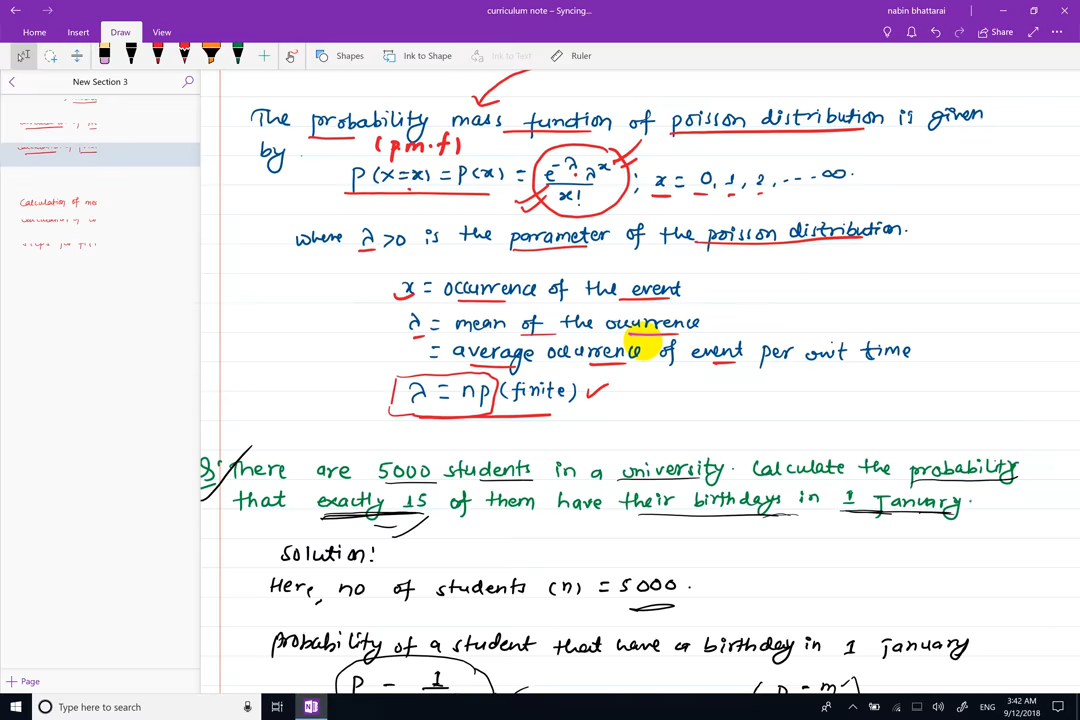 curriculum note - Syncing...
nabin bhattarai
Home Insert Draw View
Share
Shapes Ink to Shape Ink to Text Ruler
New Section 3
The probability mass function of poisson distribution is given
by (p.m.f)
P(X=x) = P(x) = e^-λ λ^x / x! ; x = 0, 1, 2, ---- ∞.
where λ >0 is the parameter of the poisson distribution.
x = occurrence of the event
λ = mean of the
= average of event per unit time
λ = np (finite)
Calculation of me
There are 5000 students in a university. Calculate the probability
that exactly 15 of them have their birthdays in 1 January.
Solution!
Here, no of students (n) = 5000.
probability of a student that have a birthday in 1 january
P = 1
Page
Type here to search
ENG
3:42 AM
9/12/2018